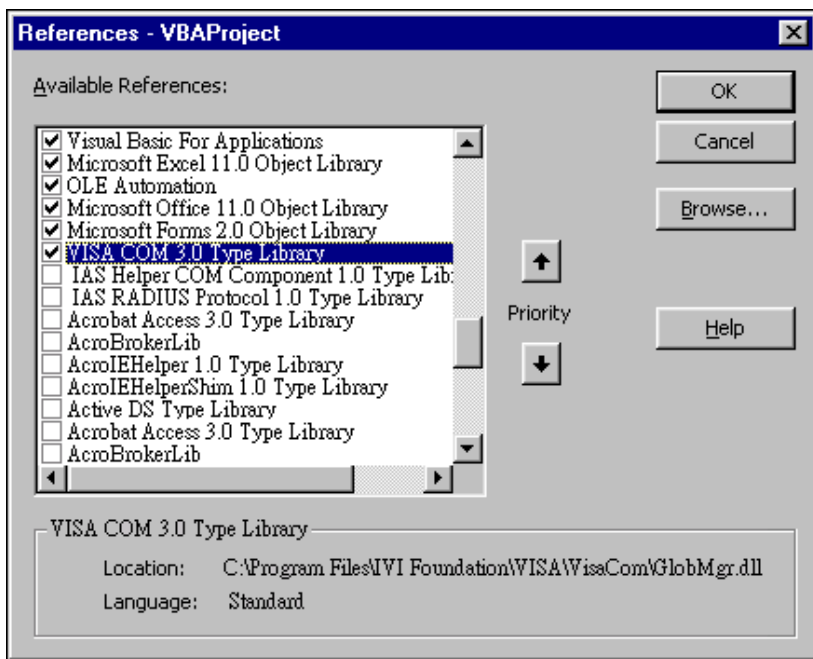 References - VBAProject
Available References:
OK
Visual Basic For Applications
Microsoft Excel 11.0 Object Library
OLE Automation
Microsoft Office 11.0 Object Library
Microsoft Forms 2.0 Object Library
VISA COM 3.0 Type Library
IAS Helper COM Component 1.0 Type Lib:
IAS RADIUS Protocol 1.0 Type Library
Acrobat Access 3.0 Type Library
AcroBrokerLib
AcroIEHelper 1.0 Type Library
AcroIEHelperShim 1.0 Type Library
Active DS Type Library
Acrobat Access 3.0 Type Library
AcroBrokerLib
Cancel
Browse...
Priority
Help
VISA COM 3.0 Type Library
Location: C:\Program Files\IVI Foundation\VISA\VisaCom\GlobMgr.dll
Language: Standard